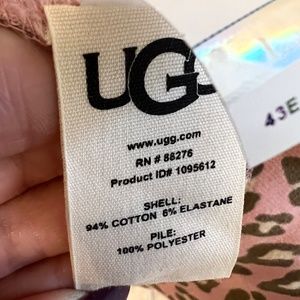 UGG
www.ugg.com
RN # 88276
Product ID# 1095612
SHELL:
94% COTTON 6% ELASTANE
PILE:
100% POLYESTER
43E